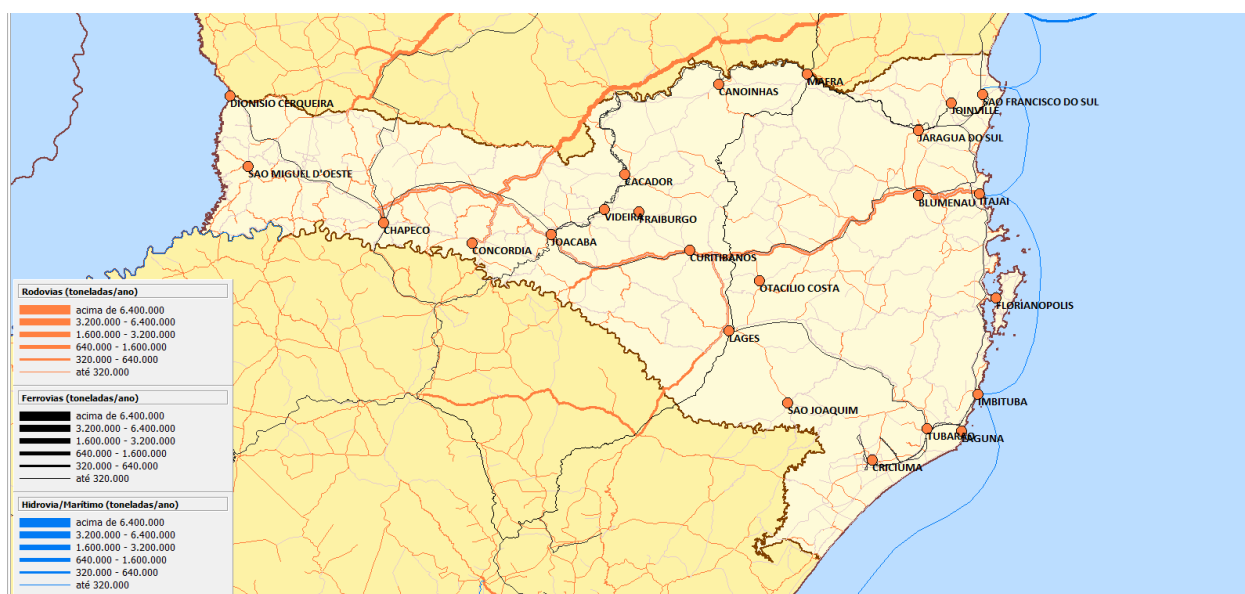 MAFRA
CANOINHAS
DIONISIO CERQUEIRA
SAO FRANCISCO DO SUL
JOINVILLE
JARAGUA DO SUL
SAO MIGUEL D'OESTE
CACADOR
BLUMENAU
ITAJAI
VIDEIRA
FRAIBURGO
CHAPECO
JOACABA
CONCORDIA
CURITIBANOS
OTACILIO COSTA
FLORIANOPOLIS
LAGES
IMBITUBA
SAO JOAQUIM
TUBARAO
LAGUNA
CRICIUMA
Rodovias (toneladas/ano)
acima de 6.400.000
3.200.000 - 6.400.000
1.600.000 - 3.200.000
640.000 - 1.600.000
320.000 - 640.000
até 320.000
Ferrovias (toneladas/ano)
acima de 6.400.000
3.200.000 - 6.400.000
1.600.000 - 3.200.000
640.000 - 1.600.000
320.000 - 640.000
até 320.000
Hidrovia/Marítimo (toneladas/ano)
acima de 6.400.000
3.200.000 - 6.400.000
1.600.000 - 3.200.000
640.000 - 1.600.000
320.000 - 640.000
até 320.000